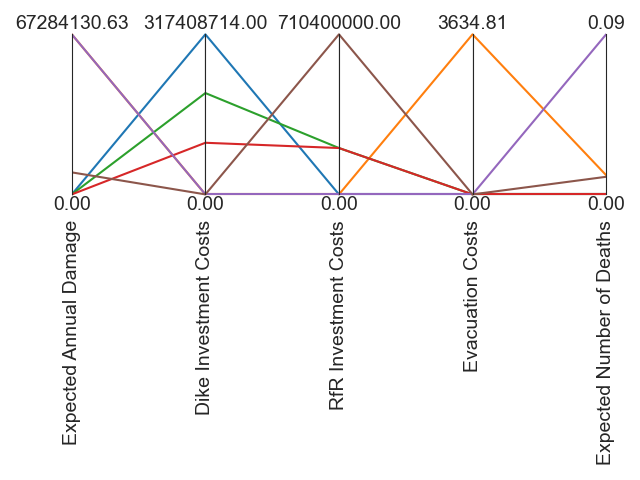 67284130.63 317408714.00 710400000.00 3634.81 0.09
0.00 0.00 0.00 0.00 0.00
Expected Annual Damage
Dike Investment Costs
RfR Investment Costs
Evacuation Costs
Expected Number of Deaths